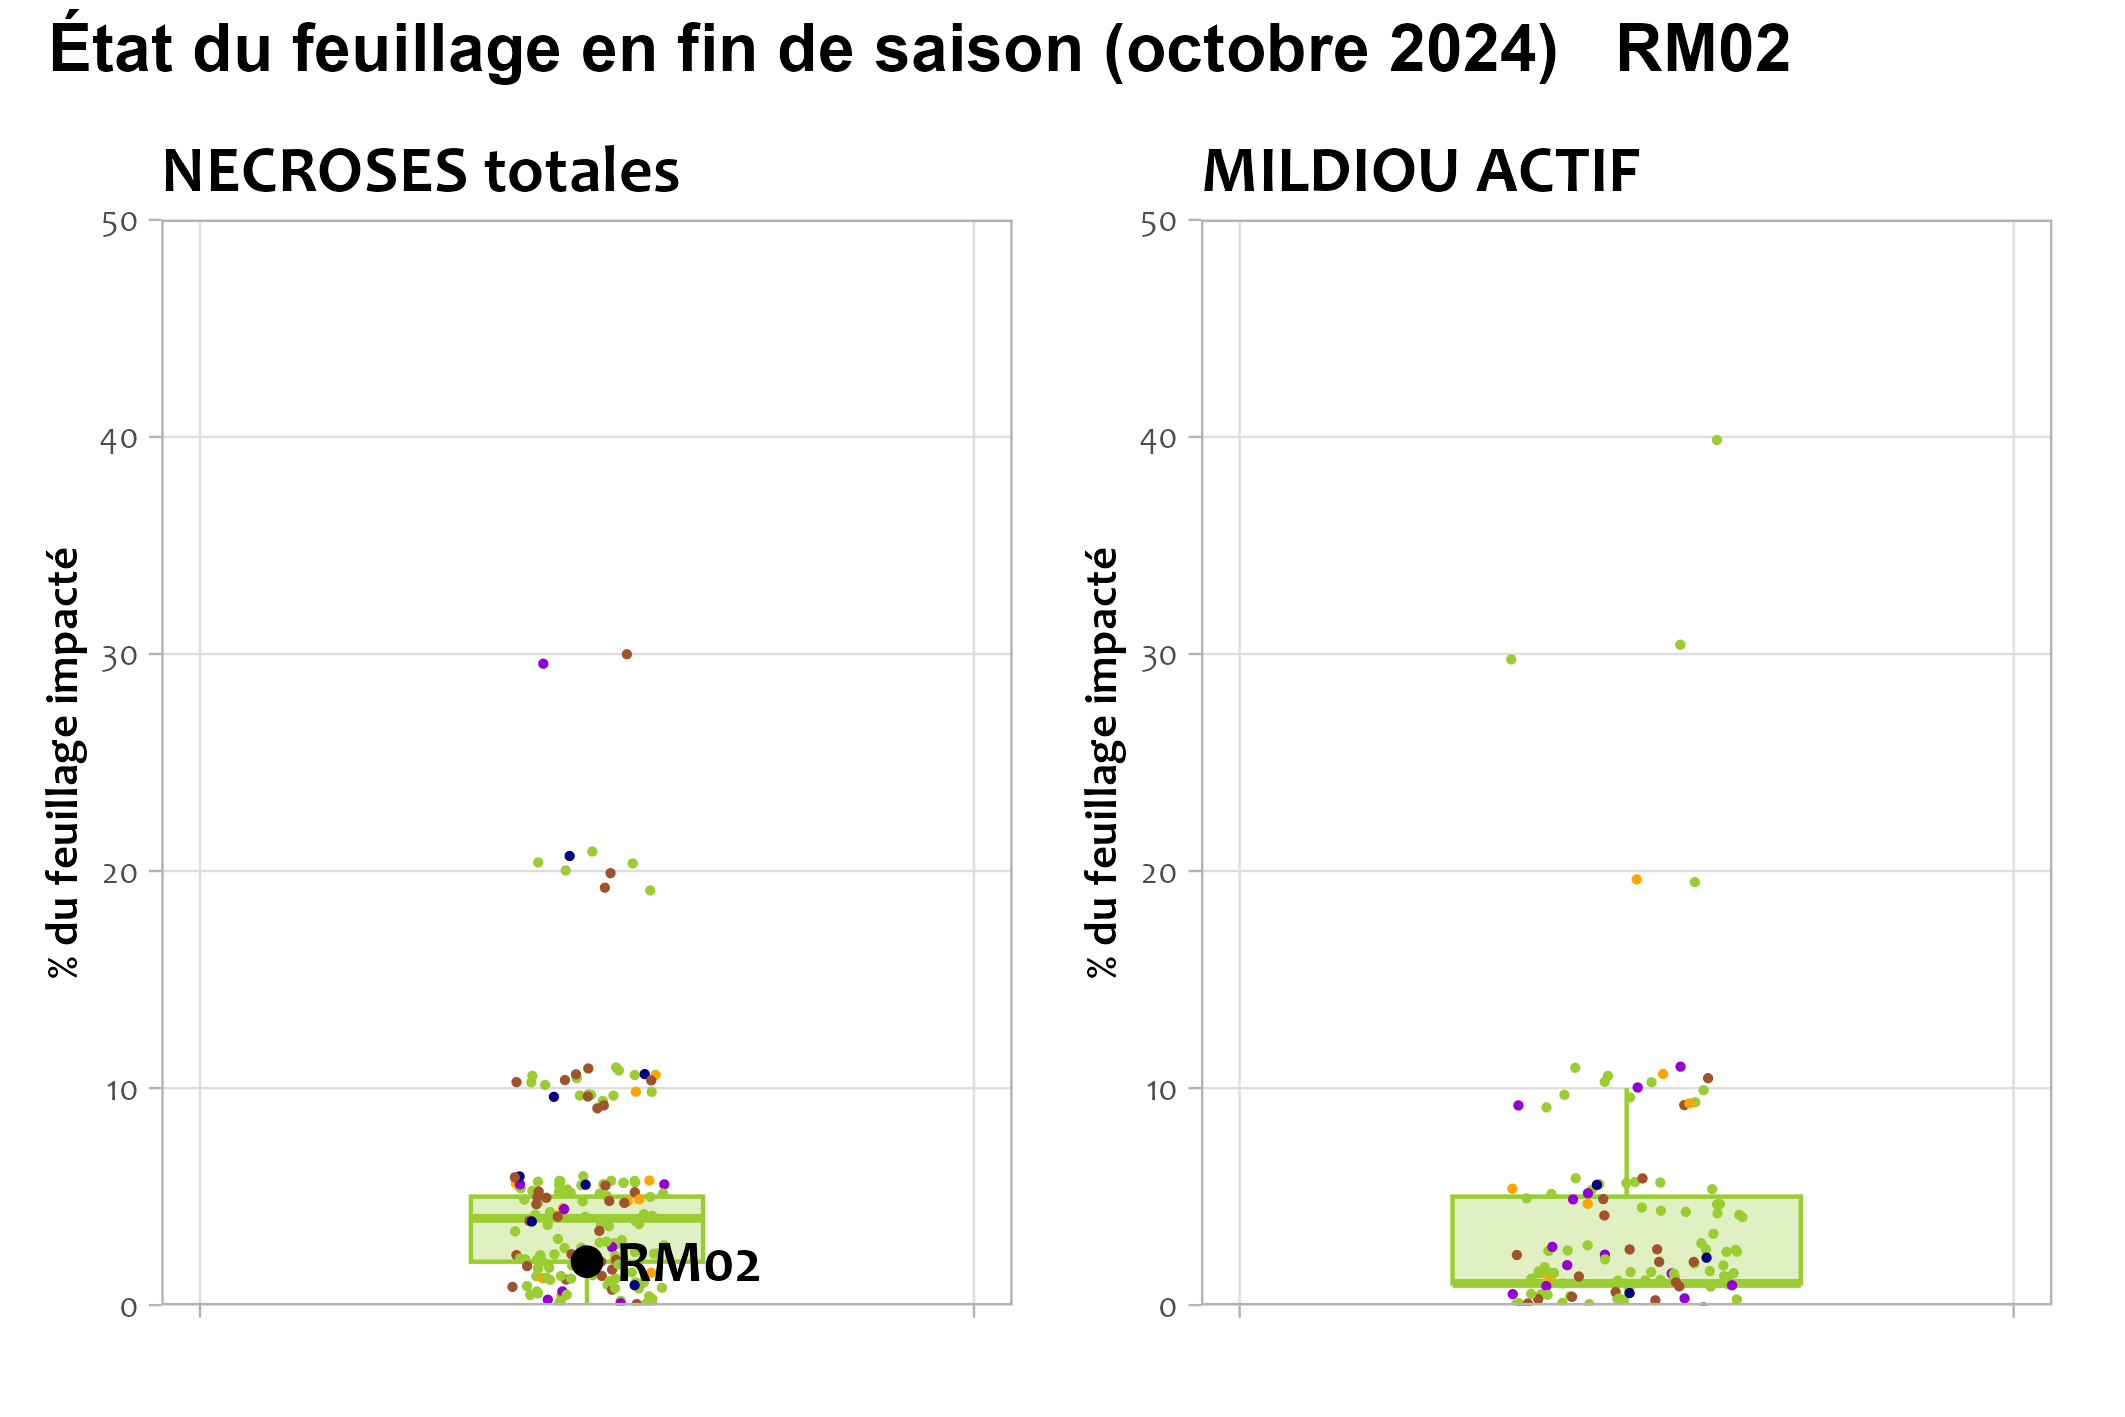 État du feuillage en fin de saison (octobre 2024) RM02
NECROSES totales
% du feuillage impacté
50
40
30
20
10
0
RM02
MILDIOU ACTIF
% du feuillage impacté
50
40
30
20
10
0